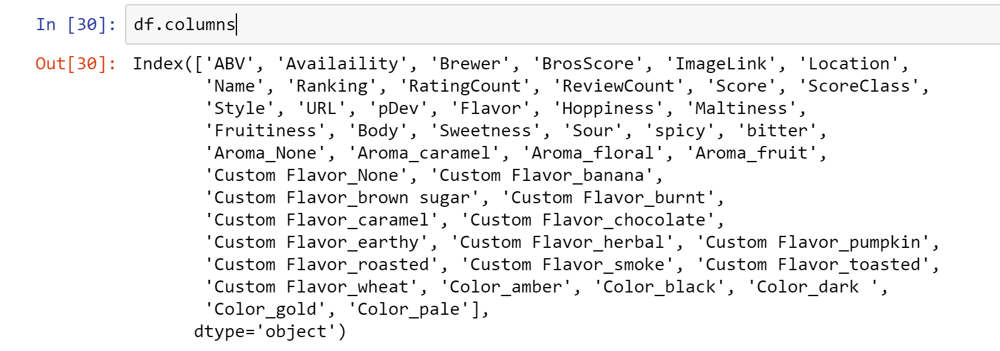 In [30]: df.columns
Out[30]: Index(['ABV', 'Availaility', 'Brewer', 'BrosScore', 'ImageLink', 'Location',
'Name', 'Ranking', 'RatingCount', 'ReviewCount', 'Score', 'ScoreClass',
'Style', 'URL', 'pDev', 'Flavor', 'Hoppiness', 'Maltiness',
'Fruitiness', 'Body', 'Sweetness', 'Sour', 'spicy', 'bitter',
'Aroma_None', 'Aroma_caramel', 'Aroma_floral', 'Aroma_fruit',
'Custom Flavor_None', 'Custom Flavor_banana',
'Custom Flavor_brown sugar', 'Custom Flavor_burnt',
'Custom Flavor_caramel', 'Custom Flavor_chocolate',
'Custom Flavor_earthy', 'Custom Flavor_herbal', 'Custom Flavor_pumpkin',
'Custom Flavor_roasted', 'Custom Flavor_smoke', 'Custom Flavor_toasted',
'Custom Flavor_wheat', 'Color_amber', 'Color_black', 'Color_dark ',
'Color_gold', 'Color_pale'],
dtype='object')